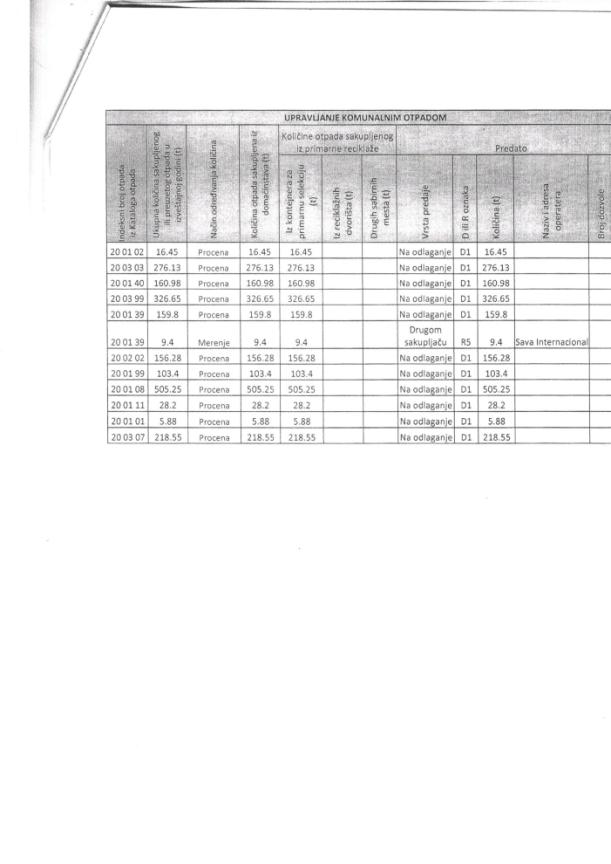 UPRAVLJANJE KOMUNALNIM OTPADOM
Količine otpada sakupljenog
iz primarne reciklaže
Predato
Indeksni broj otpada
iz Kataloga otpada
Ukupna količina sakupljenog
ili preuzetog otpada u
izveštajnoj godini (t)
Način određivanja količina
Količina otpada sakupljena iz
domaćinstava (t)
Iz kontejnera za
primarnu selekciju
(t)
Iz reciklažnih
dvorišta (t)
Drugih sabirnih
mesta (t)
Vrsta predaje
D ili R oznaka
Količina (t)
Naziv i adresa
operatera
Broj dozvole
20 01 02 16.45 Procena 16.45 16.45 Na odlaganje D1 16.45
20 03 03 276.13 Procena 276.13 276.13 Na odlaganje D1 276.13
20 01 40 160.98 Procena 160.98 160.98 Na odlaganje D1 160.98
20 03 99 326.65 Procena 326.65 326.65 Na odlaganje D1 326.65
20 01 39 159.8 Procena 159.8 159.8 Na odlaganje D1 159.8
20 01 39 9.4 Merenje 9.4 9.4 Drugom sakupljaču R5 9.4 Sava Internacional
20 02 02 156.28 Procena 156.28 156.28 Na odlaganje D1 156.28
20 01 99 103.4 Procena 103.4 103.4 Na odlaganje D1 103.4
20 01 08 505.25 Procena 505.25 505.25 Na odlaganje D1 505.25
20 01 11 28.2 Procena 28.2 28.2 Na odlaganje D1 28.2
20 01 01 5.88 Procena 5.88 5.88 Na odlaganje D1 5.88
20 03 07 218.55 Procena 218.55 218.55 Na odlaganje D1 218.55